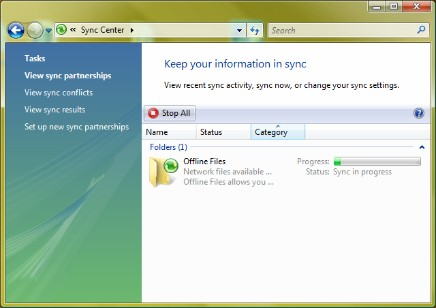 Sync Center
Search
Tasks
View sync partnerships
View sync conflicts
View sync results
Set up new sync partnerships
Keep your information in sync
View recent sync activity, sync now, or change your sync settings.
Stop All
Name Status Category
Folders (1)
Offline Files
Network files available ...
Offline Files allows you ...
Progress:
Status: Sync in progress